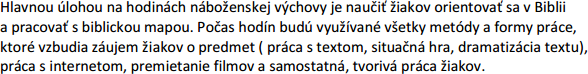 Hlavnou úlohou na hodinách náboženskej výchovy je naučiť žiakov orientovať sa v Biblii
a pracovať s biblickou mapou. Počas hodín budú využívané všetky metódy a formy práce,
ktoré vzbudia záujem žiakov o predmet ( práca s textom, situačná hra, dramatizácia textu),
práca s internetom, premietanie filmov a samostatná, tvorivá práca žiakov.